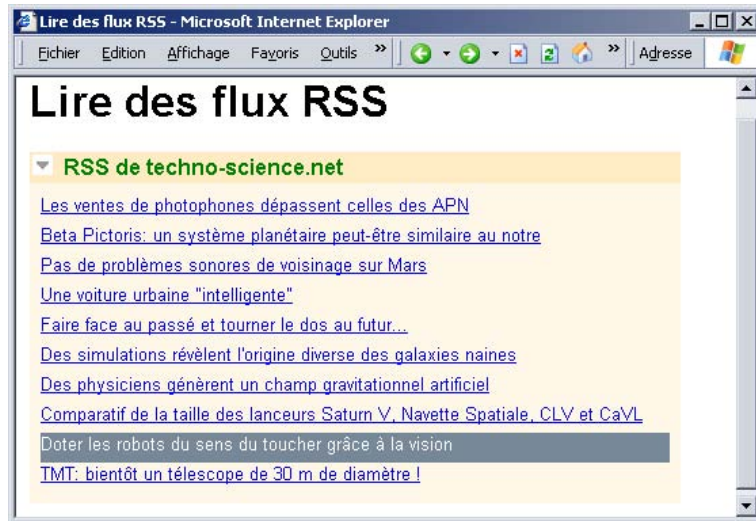 Lire des flux RSS - Microsoft Internet Explorer
Fichier Edition Affichage Favoris Outils » » Adresse
Lire des flux RSS
RSS de techno-science.net
Les ventes de photophones dépassent celles des APN
Beta Pictoris: un système planétaire peut-être similaire au notre
Pas de problèmes sonores de voisinage sur Mars
Une voiture urbaine "intelligente"
Faire face au passé et tourner le dos au futur...
Des simulations révèlent l'origine diverse des galaxies naines
Des physiciens génèrent un champ gravitationnel artificiel
Comparatif de la taille des lanceurs Saturn V, Navette Spatiale, CLV et CaVL
Doter les robots du sens du toucher grâce à la vision
TMT: bientôt un télescope de 30 m de diamètre !